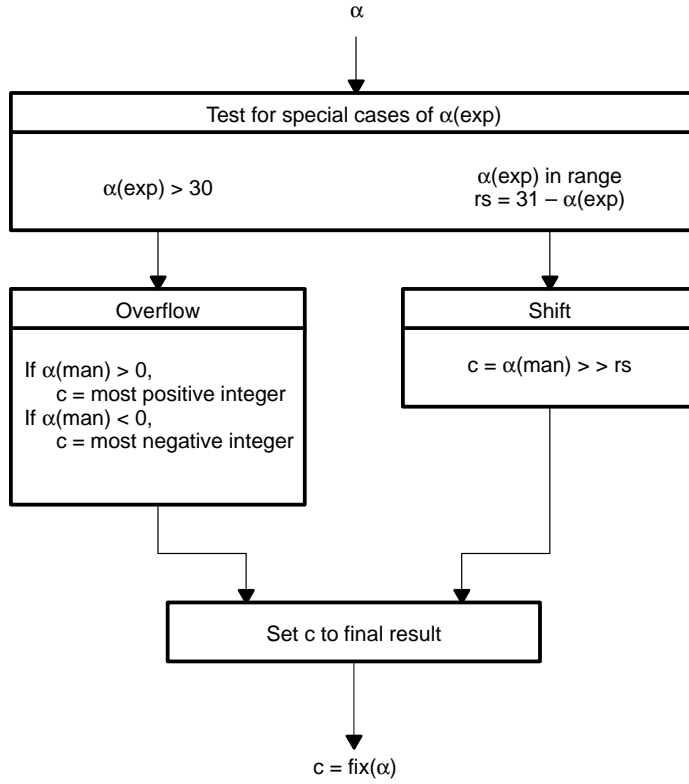 α
Test for special cases of α(exp)
α(exp) > 30
α(exp) in range
rs = 31 – α(exp)
Overflow
If α(man) > 0,
c = most positive integer
If α(man) < 0,
c = most negative integer
Shift
c = α(man) > > rs
Set c to final result
c = fix(α)